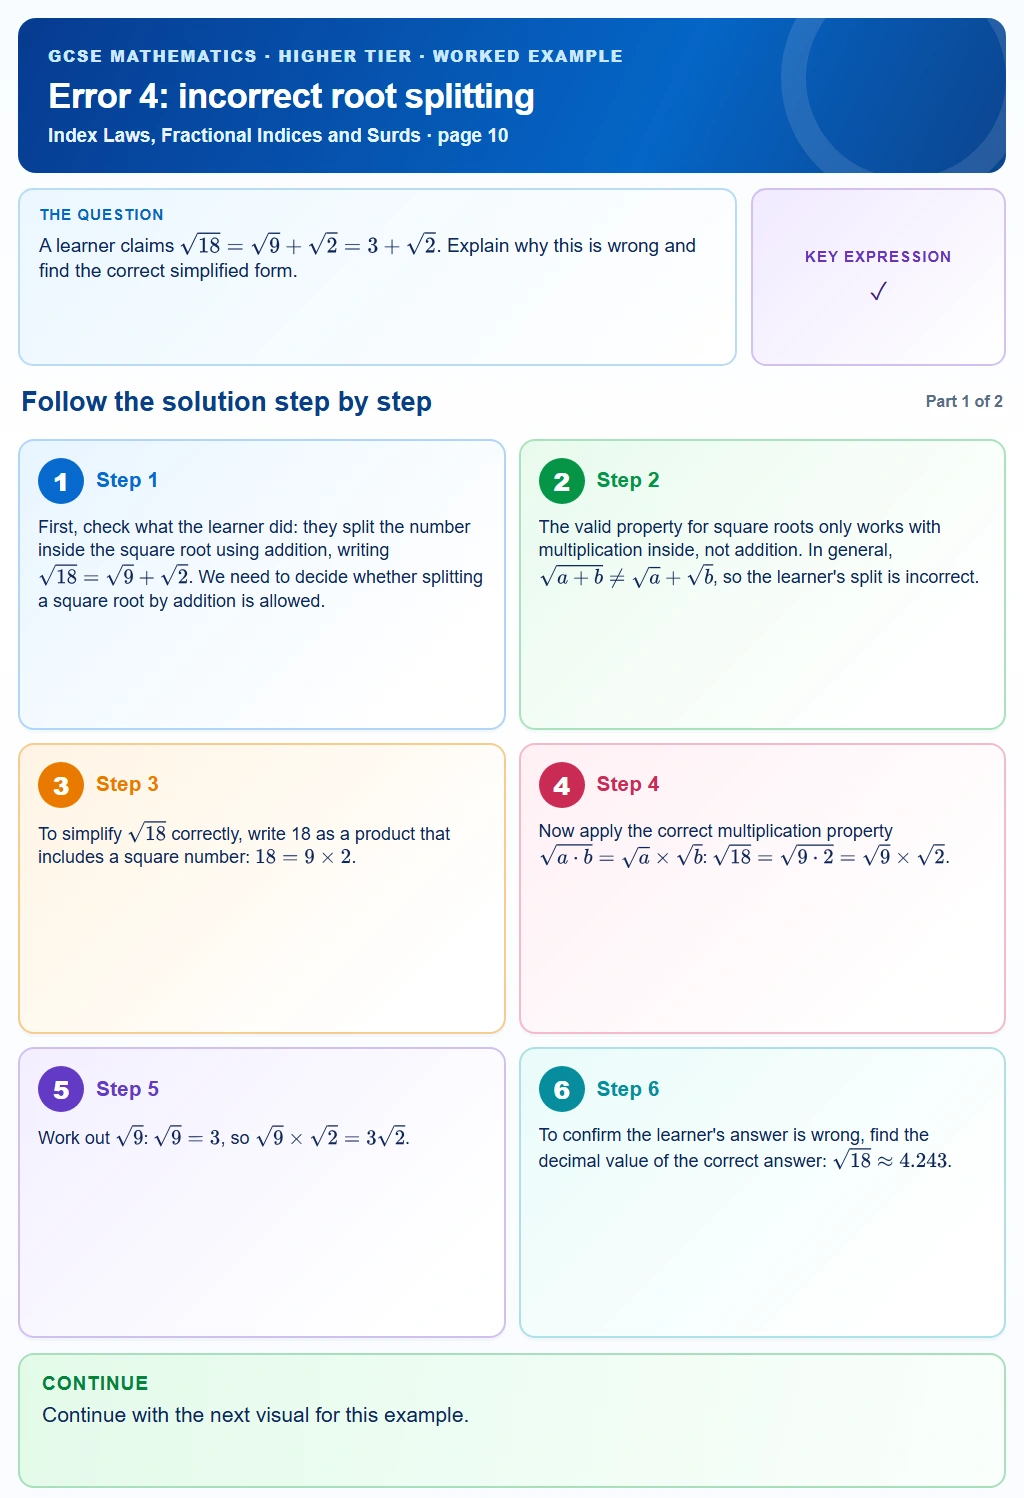 GCSE MATHEMATICS · HIGHER TIER · WORKED EXAMPLE
Error 4: incorrect root splitting
Index Laws, Fractional Indices and Surds · page 10
THE QUESTION
A learner claims √18 = √9 + √2 = 3 + √2. Explain why this is wrong and
find the correct simplified form.
KEY EXPRESSION
✓
Follow the solution step by step
Part 1 of 2
1 Step 1
First, check what the learner did: they split the number
inside the square root using addition, writing
√18 = √9 + √2. We need to decide whether splitting
a square root by addition is allowed.
2 Step 2
The valid property for square roots only works with
multiplication inside, not addition. In general,
√(a + b) ≠ √a + √b, so the learner's split is incorrect.
3 Step 3
To simplify √18 correctly, write 18 as a product that
includes a square number: 18 = 9 × 2.
4 Step 4
Now apply the correct multiplication property
√(a · b) = √a × √b: √18 = √(9 · 2) = √9 × √2.
5 Step 5
Work out √9: √9 = 3, so √9 × √2 = 3√2.
6 Step 6
To confirm the learner's answer is wrong, find the
decimal value of the correct answer: √18 ≈ 4.243.
CONTINUE
Continue with the next visual for this example.